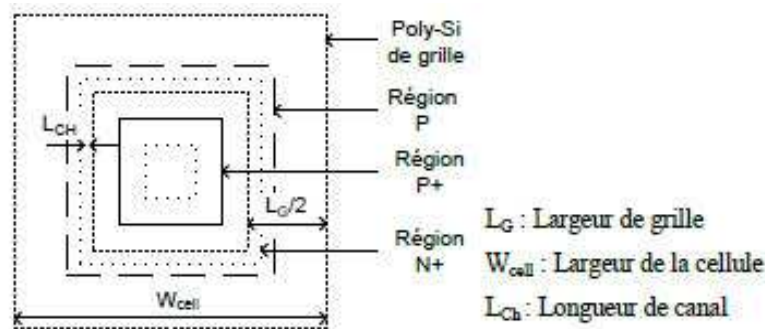 Poly-Si
de grille
Région
P
L_CH
Région
P+
L_G/2
Région
N+
W_cell
L_G : Largeur de grille
W_cell : Largeur de la cellule
L_Ch : Longueur de canal